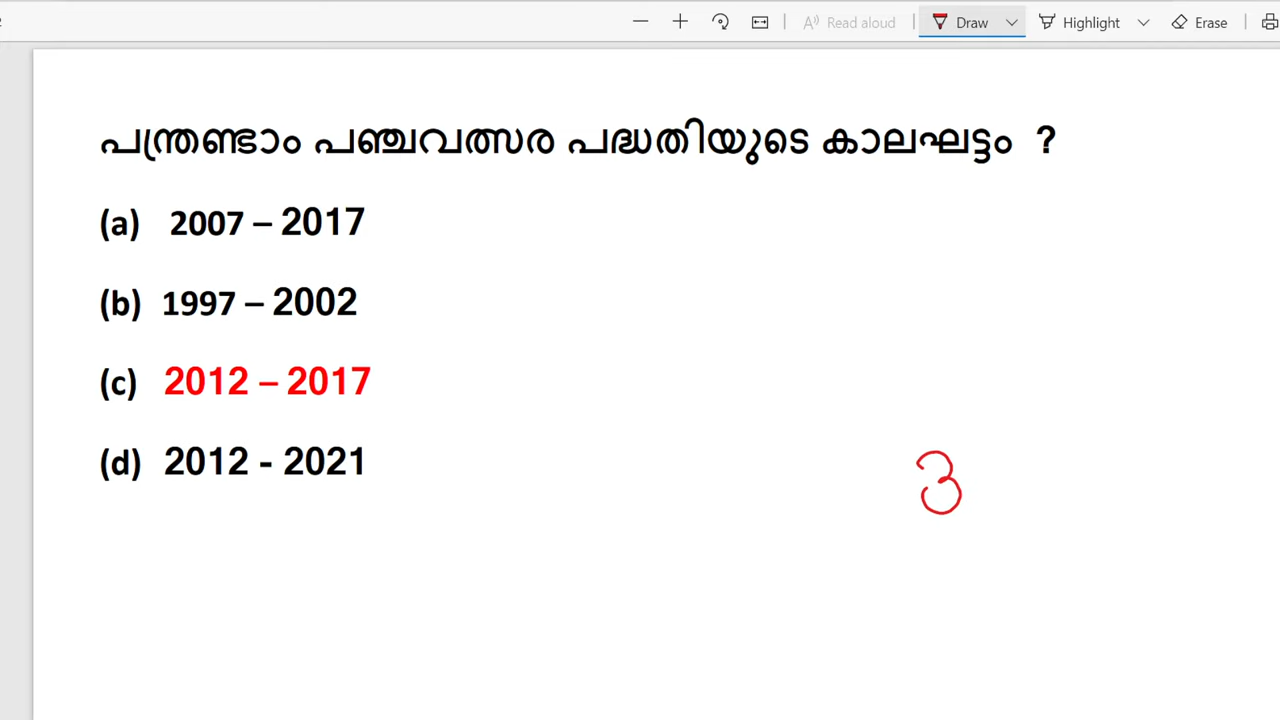 Read aloud Draw Highlight Erase
പന്ത്രണ്ടാം പഞ്ചവത്സര പദ്ധതിയുടെ കാലഘട്ടം ?
(a) 2007 – 2017
(b) 1997 – 2002
(c) 2012 – 2017
(d) 2012 - 2021
3